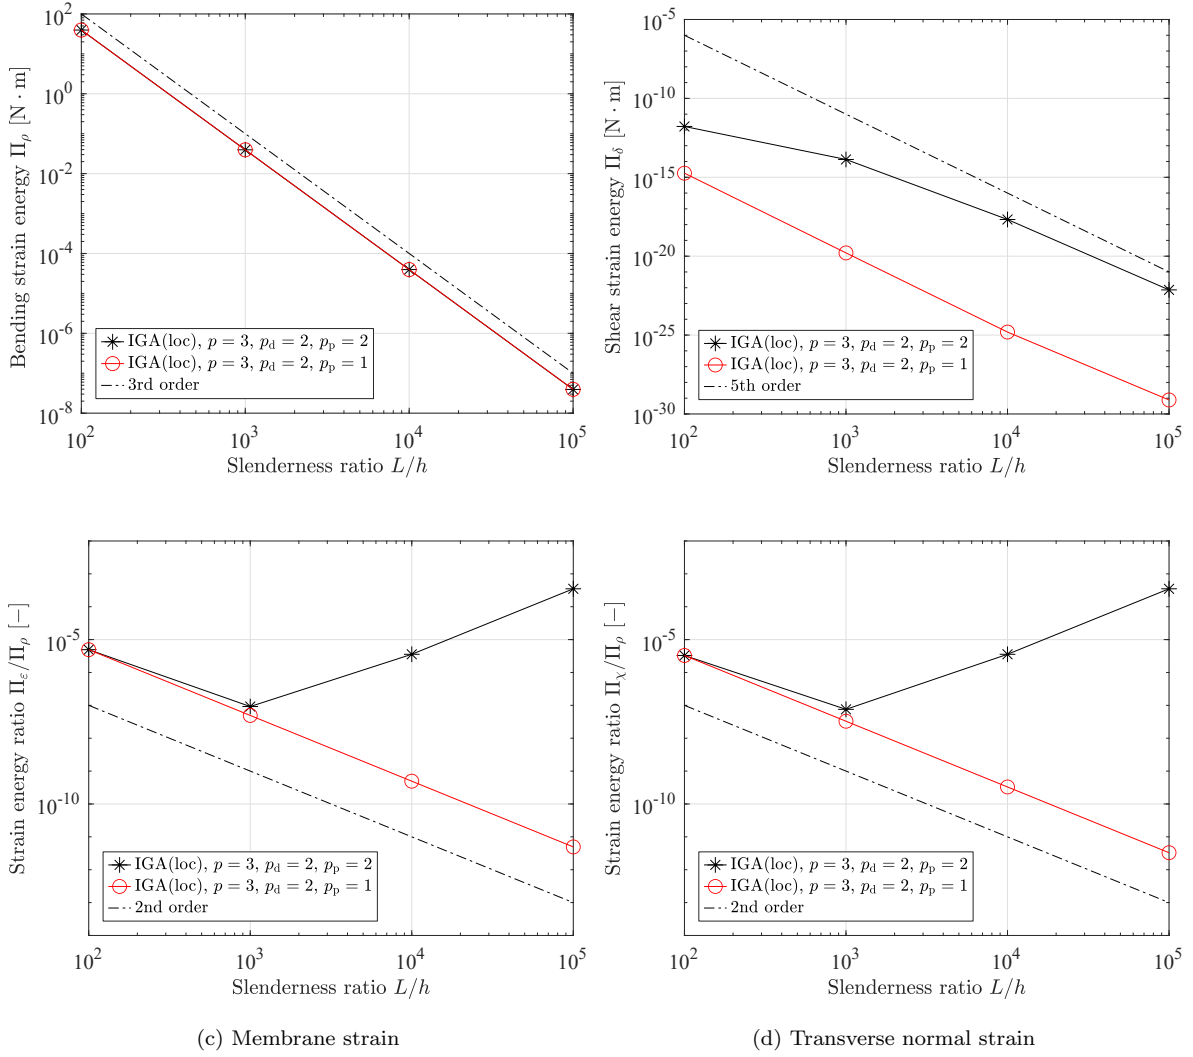 Bending strain energy Π_ρ [N · m]
10^2
10^0
10^-2
10^-4
10^-6
10^-8
IGA(loc), p = 3, p_d = 2, p_p = 2
IGA(loc), p = 3, p_d = 2, p_p = 1
3rd order
10^2 10^3 10^4 10^5
Slenderness ratio L/h
Shear strain energy Π_δ [N · m]
10^-5
10^-10
10^-15
10^-20
10^-25
10^-30
IGA(loc), p = 3, p_d = 2, p_p = 2
IGA(loc), p = 3, p_d = 2, p_p = 1
5th order
10^2 10^3 10^4 10^5
Slenderness ratio L/h
Strain energy ratio Π_ε/Π_ρ [−]
10^-5
10^-10
IGA(loc), p = 3, p_d = 2, p_p = 2
IGA(loc), p = 3, p_d = 2, p_p = 1
2nd order
10^2 10^3 10^4 10^5
Slenderness ratio L/h
(c) Membrane strain
Strain energy ratio Π_χ/Π_ρ [−]
10^-5
10^-10
IGA(loc), p = 3, p_d = 2, p_p = 2
IGA(loc), p = 3, p_d = 2, p_p = 1
2nd order
10^2 10^3 10^4 10^5
Slenderness ratio L/h
(d) Transverse normal strain